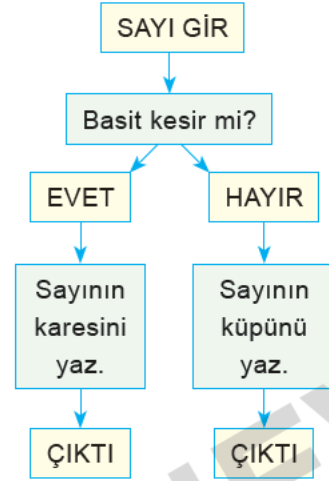 SAYI GİR
Basit kesir mi?
EVET
HAYIR
Sayının
karesini
yaz.
Sayının
küpünü
yaz.
ÇIKTI
ÇIKTI